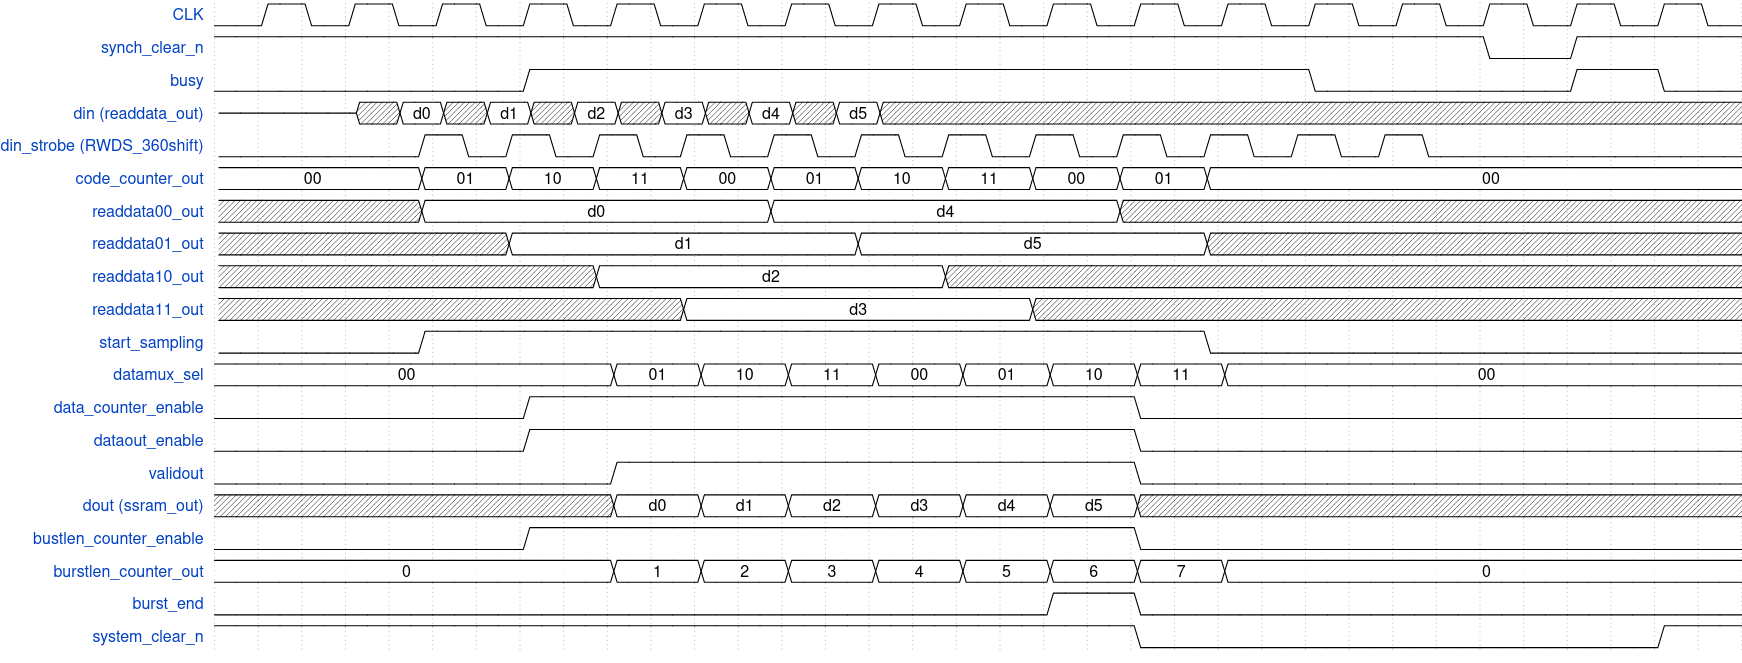 CLK
synch_clear_n
busy
din (readdata_out) d0 d1 d2 d3 d4 d5
din_strobe (RWDS_360shift)
code_counter_out 00 01 10 11 00 01 10 11 00 01 00
readdata00_out d0 d4
readdata01_out d1 d5
readdata10_out d2
readdata11_out d3
start_sampling
datamux_sel 00 01 10 11 00 01 10 11 00
data_counter_enable
dataout_enable
validout
dout (ssram_out) d0 d1 d2 d3 d4 d5
bustlen_counter_enable
burstlen_counter_out 0 1 2 3 4 5 6 7 0
burst_end
system_clear_n